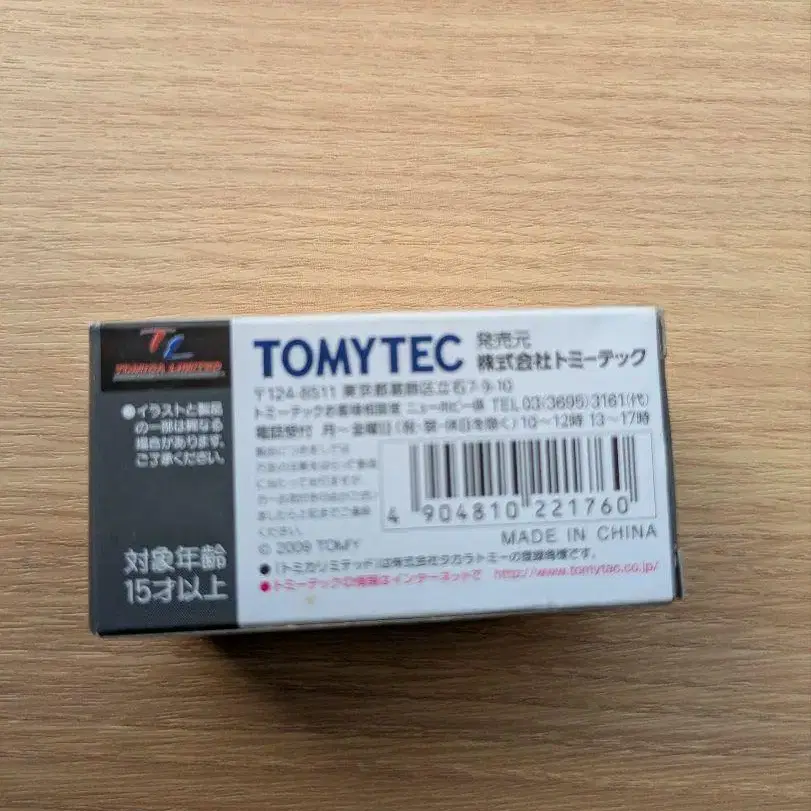 TC
TOMICA LIMITED
●イラストと製品
の一部は異なる
場合があります。
ご了承ください。
対象年齢
15才以上
TOMYTEC 発売元 株式会社トミーテック
〒124-8511 東京都葛飾区立石7-9-10
トミーテックお客様相談室 ニューホビー係 TEL 03(3695)3161(代)
電話受付 月～金曜日(祝・祭・休日を除く)10～12時 13～17時
ください。
4 904810 221760
© 2009 TOMY
MADE IN CHINA
●「トミカリミテッド」は株式会社タカラトミーの登録商標です。
●トミーテックの情報はインターネットで http://www.tomytec.co.jp/